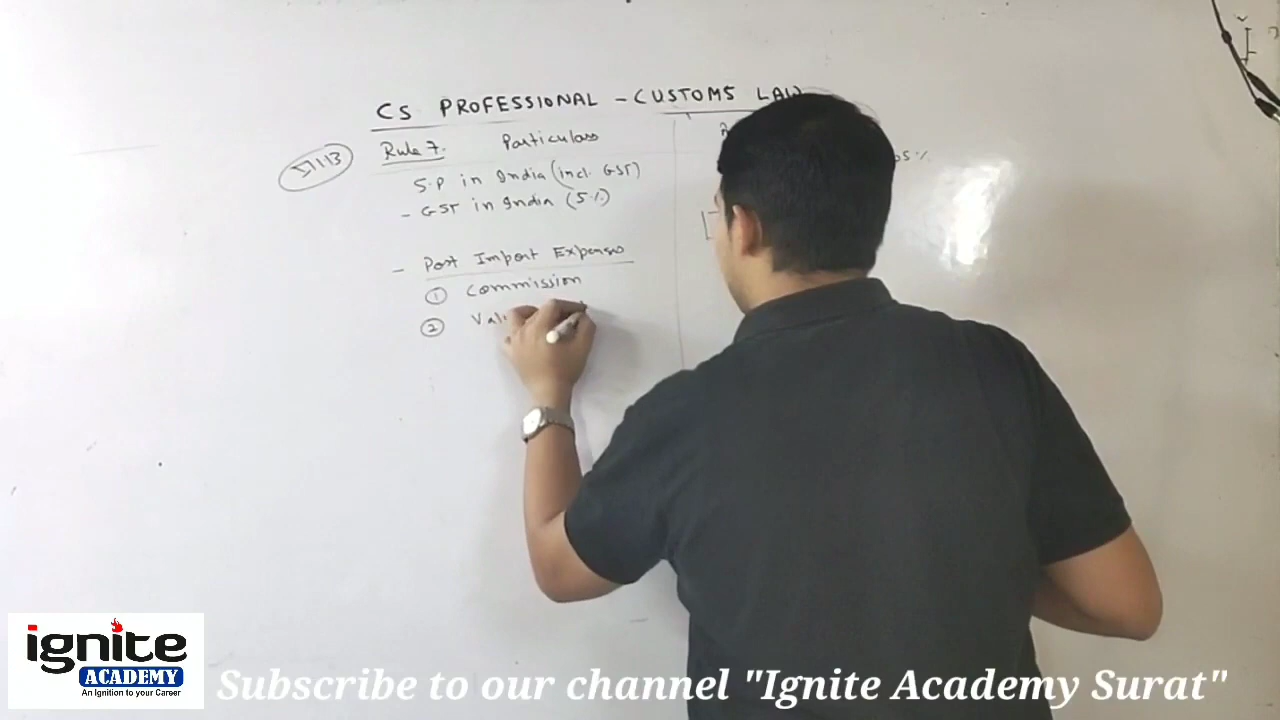 CS PROFESSIONAL - CUSTOMS LAW
Rule 7. Particulars
S.P in India (incl. GST)
- GST in India (5%)
- Post Import Expenses
① Commission
②
ignite
ACADEMY
An Ignition to your Career
Subscribe to our channel "Ignite Academy Surat"